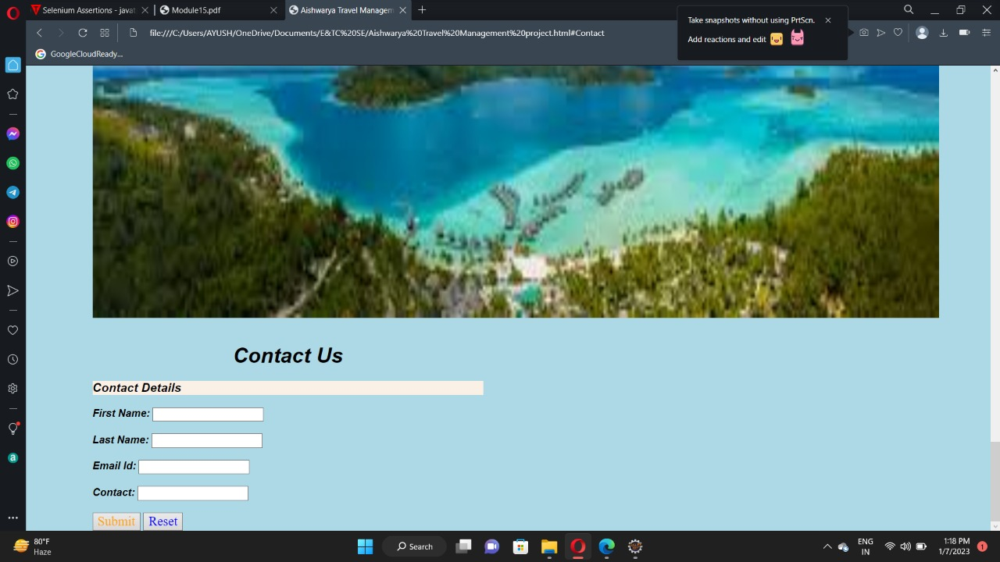 Selenium Assertions - javat
Module15.pdf
Aishwarya Travel Managem
Take snapshots without using PrtScn.
Add reactions and edit
file:///C:/Users/AYUSH/OneDrive/Documents/E&TC%20SE/Aishwarya%20Travel%20Management%20project.html#Contact
GoogleCloudReady...
Contact Us
Contact Details
First Name:
Last Name:
Email Id:
Contact:
Submit Reset
80°F
Haze
Search
ENG
IN
1:18 PM
1/7/2023
1